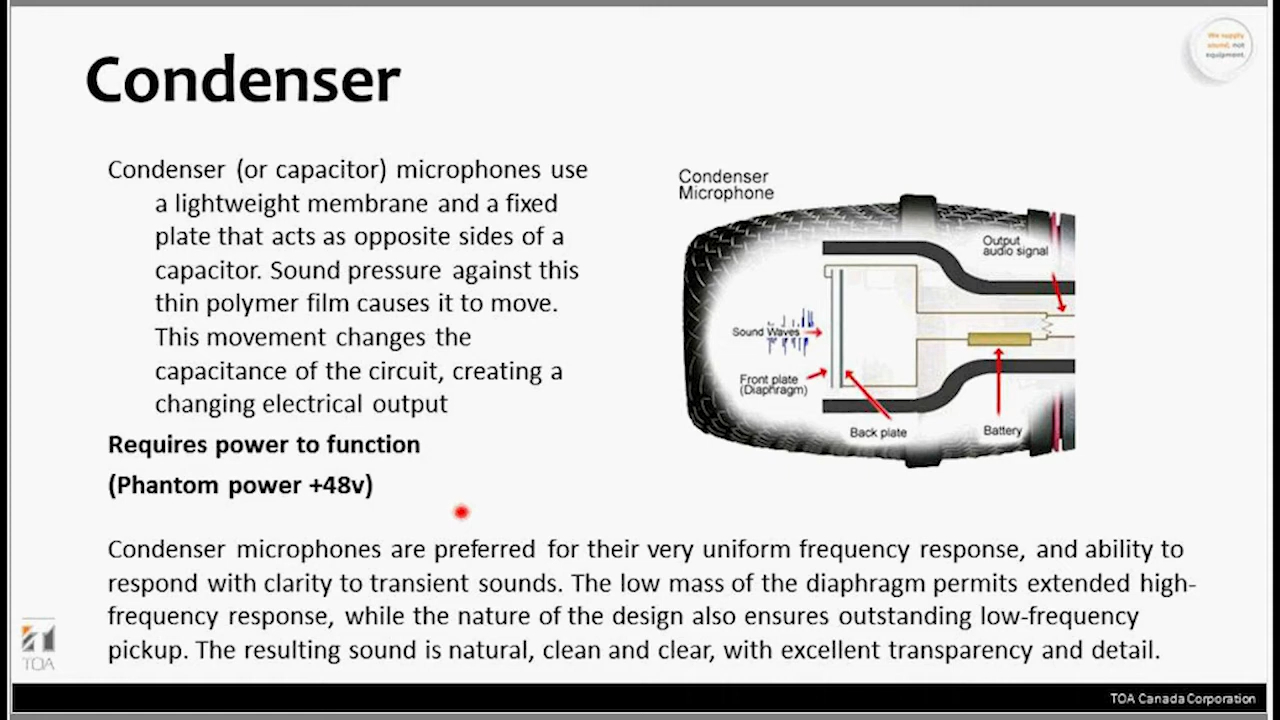 We supply
sound, not
equipment.
Condenser
Condenser (or capacitor) microphones use
a lightweight membrane and a fixed
plate that acts as opposite sides of a
capacitor. Sound pressure against this
thin polymer film causes it to move.
This movement changes the
capacitance of the circuit, creating a
changing electrical output
Requires power to function
(Phantom power +48v)
Condenser
Microphone
Output
audio signal
Sound Waves
Front plate
(Diaphragm)
Back plate
Battery
Condenser microphones are preferred for their very uniform frequency response, and ability to
respond with clarity to transient sounds. The low mass of the diaphragm permits extended high-
frequency response, while the nature of the design also ensures outstanding low-frequency
pickup. The resulting sound is natural, clean and clear, with excellent transparency and detail.
TOA
TOA Canada Corporation